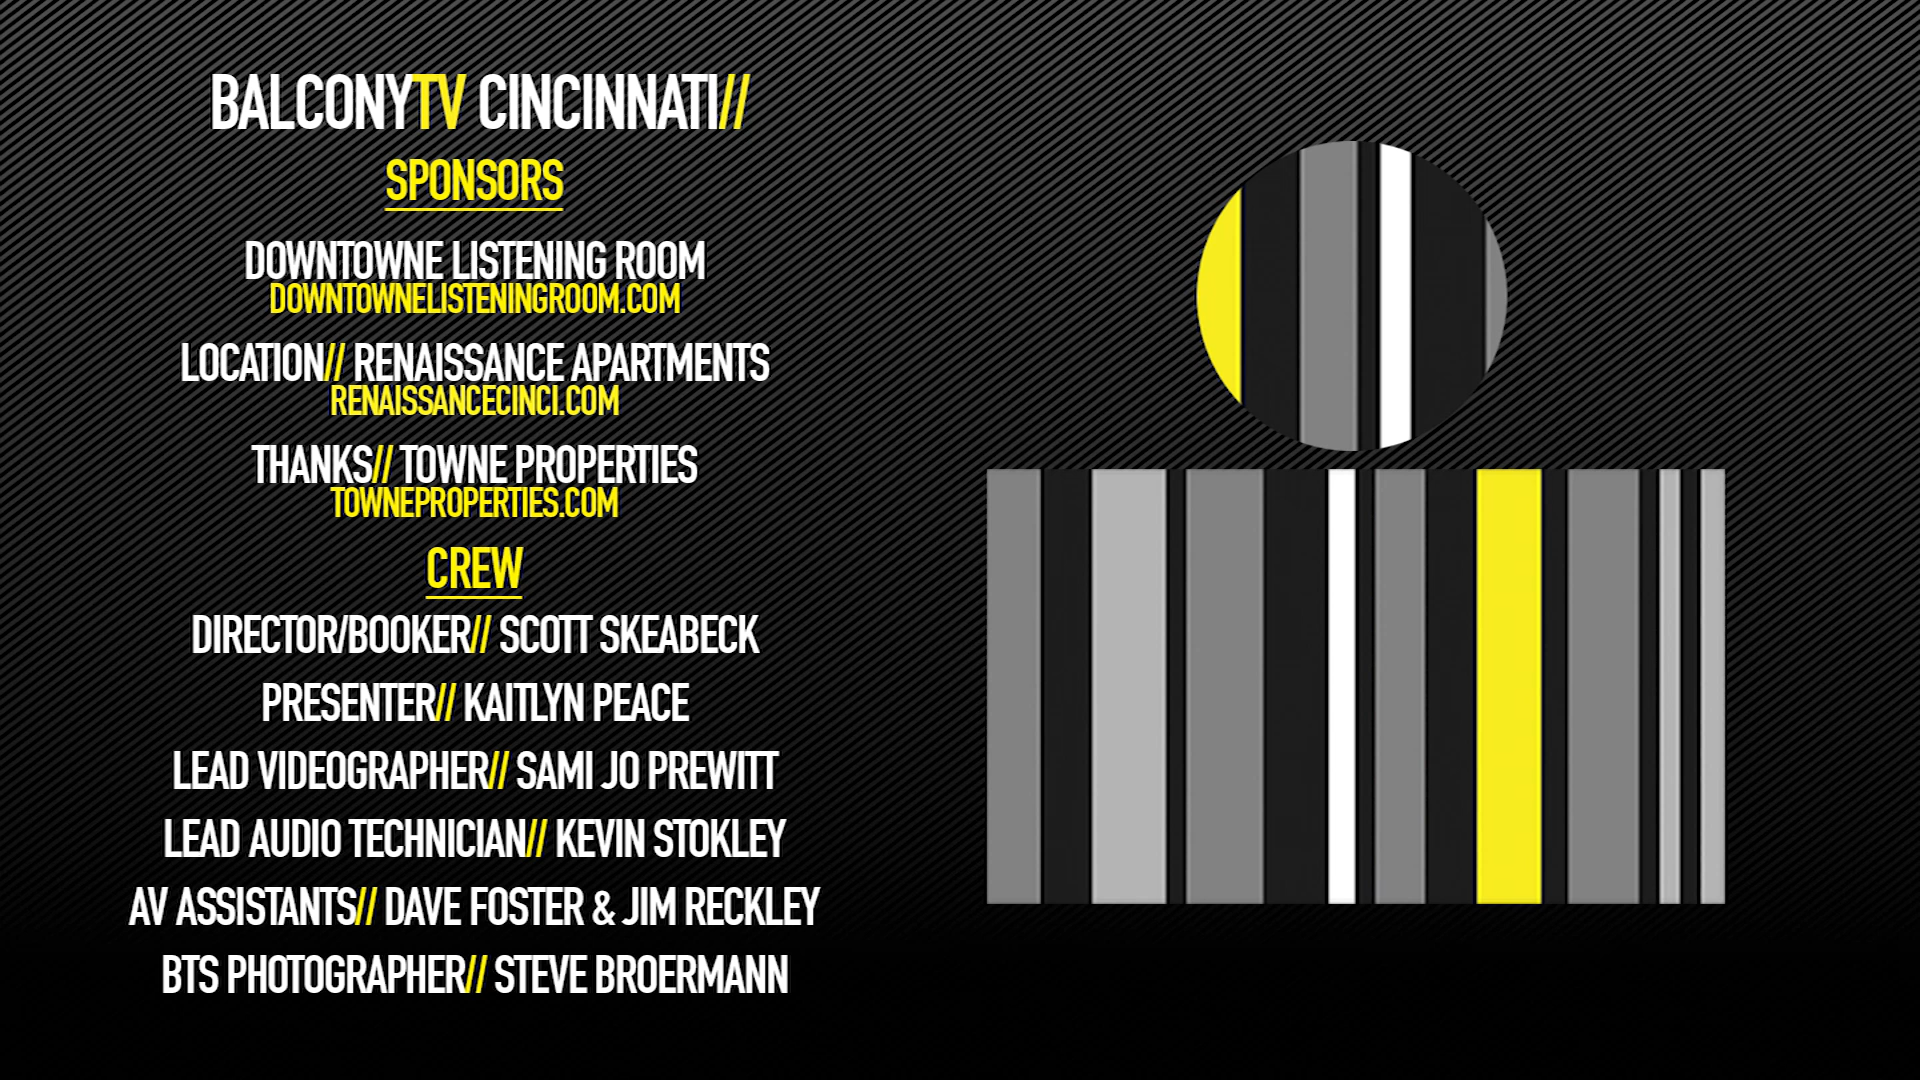 BALCONYTV CINCINNATI//
SPONSORS
DOWNTOWNE LISTENING ROOM
DOWNTOWNELISTENINGROOM.COM
LOCATION// RENAISSANCE APARTMENTS
RENAISSANCECINCI.COM
THANKS// TOWNE PROPERTIES
TOWNEPROPERTIES.COM
CREW
DIRECTOR/BOOKER// SCOTT SKEABECK
PRESENTER// KAITLYN PEACE
LEAD VIDEOGRAPHER// SAMI JO PREWITT
LEAD AUDIO TECHNICIAN// KEVIN STOKLEY
AV ASSISTANTS// DAVE FOSTER & JIM RECKLEY
BTS PHOTOGRAPHER// STEVE BROERMANN